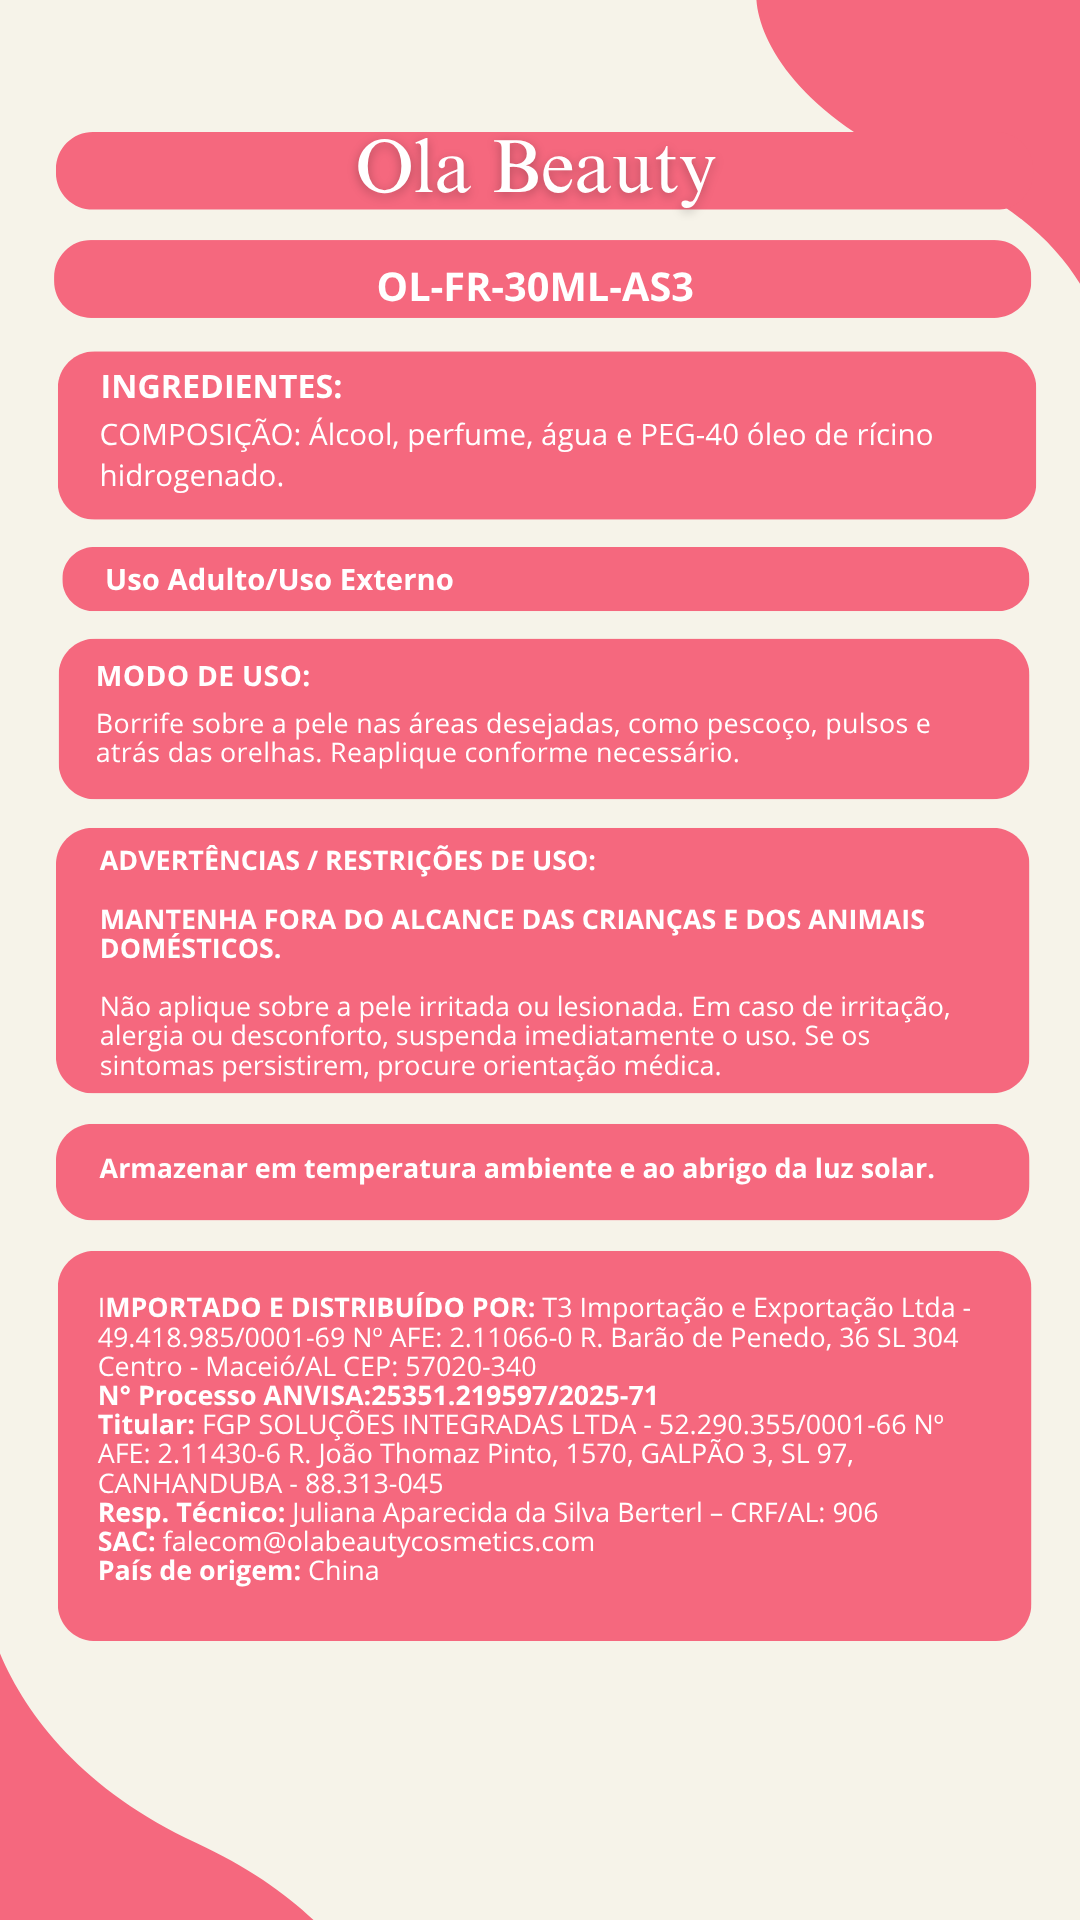 Ola Beauty
OL-FR-30ML-AS3
INGREDIENTES:
COMPOSIÇÃO: Álcool, perfume, água e PEG-40 óleo de rícino
hidrogenado.
Uso Adulto/Uso Externo
MODO DE USO:
Borrife sobre a pele nas áreas desejadas, como pescoço, pulsos e
atrás das orelhas. Reaplique conforme necessário.
ADVERTÊNCIAS / RESTRIÇÕES DE USO:
MANTENHA FORA DO ALCANCE DAS CRIANÇAS E DOS ANIMAIS
DOMÉSTICOS.
Não aplique sobre a pele irritada ou lesionada. Em caso de irritação,
alergia ou desconforto, suspenda imediatamente o uso. Se os
sintomas persistirem, procure orientação médica.
Armazenar em temperatura ambiente e ao abrigo da luz solar.
IMPORTADO E DISTRIBUÍDO POR: T3 Importação e Exportação Ltda -
49.418.985/0001-69 Nº AFE: 2.11066-0 R. Barão de Penedo, 36 SL 304
Centro - Maceió/AL CEP: 57020-340
N° Processo ANVISA:25351.219597/2025-71
Titular: FGP SOLUÇÕES INTEGRADAS LTDA - 52.290.355/0001-66 Nº
AFE: 2.11430-6 R. João Thomaz Pinto, 1570, GALPÃO 3, SL 97,
CANHANDUBA - 88.313-045
Resp. Técnico: Juliana Aparecida da Silva Berterl – CRF/AL: 906
SAC: falecom@olabeautycosmetics.com
País de origem: China